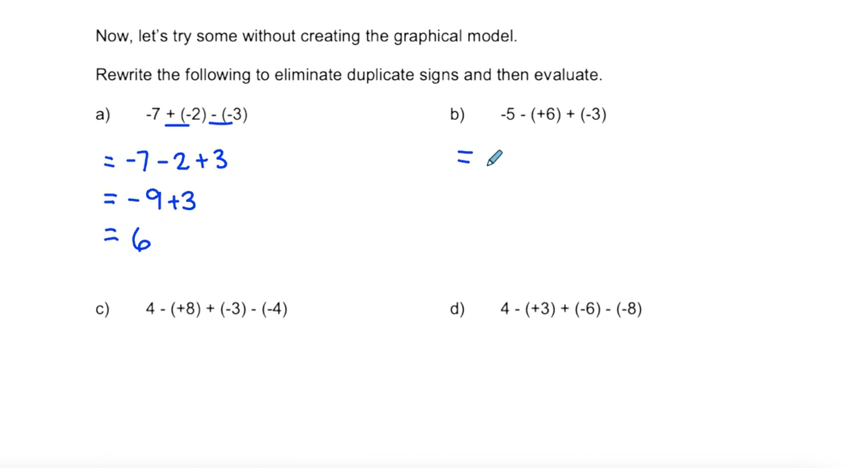 Now, let's try some without creating the graphical model.
Rewrite the following to eliminate duplicate signs and then evaluate.
a) -7 + (-2) - (-3)
= -7 - 2 + 3
= - 9 + 3
= 6
b) -5 - (+6) + (-3)
=
c) 4 - (+8) + (-3) - (-4)
d) 4 - (+3) + (-6) - (-8)